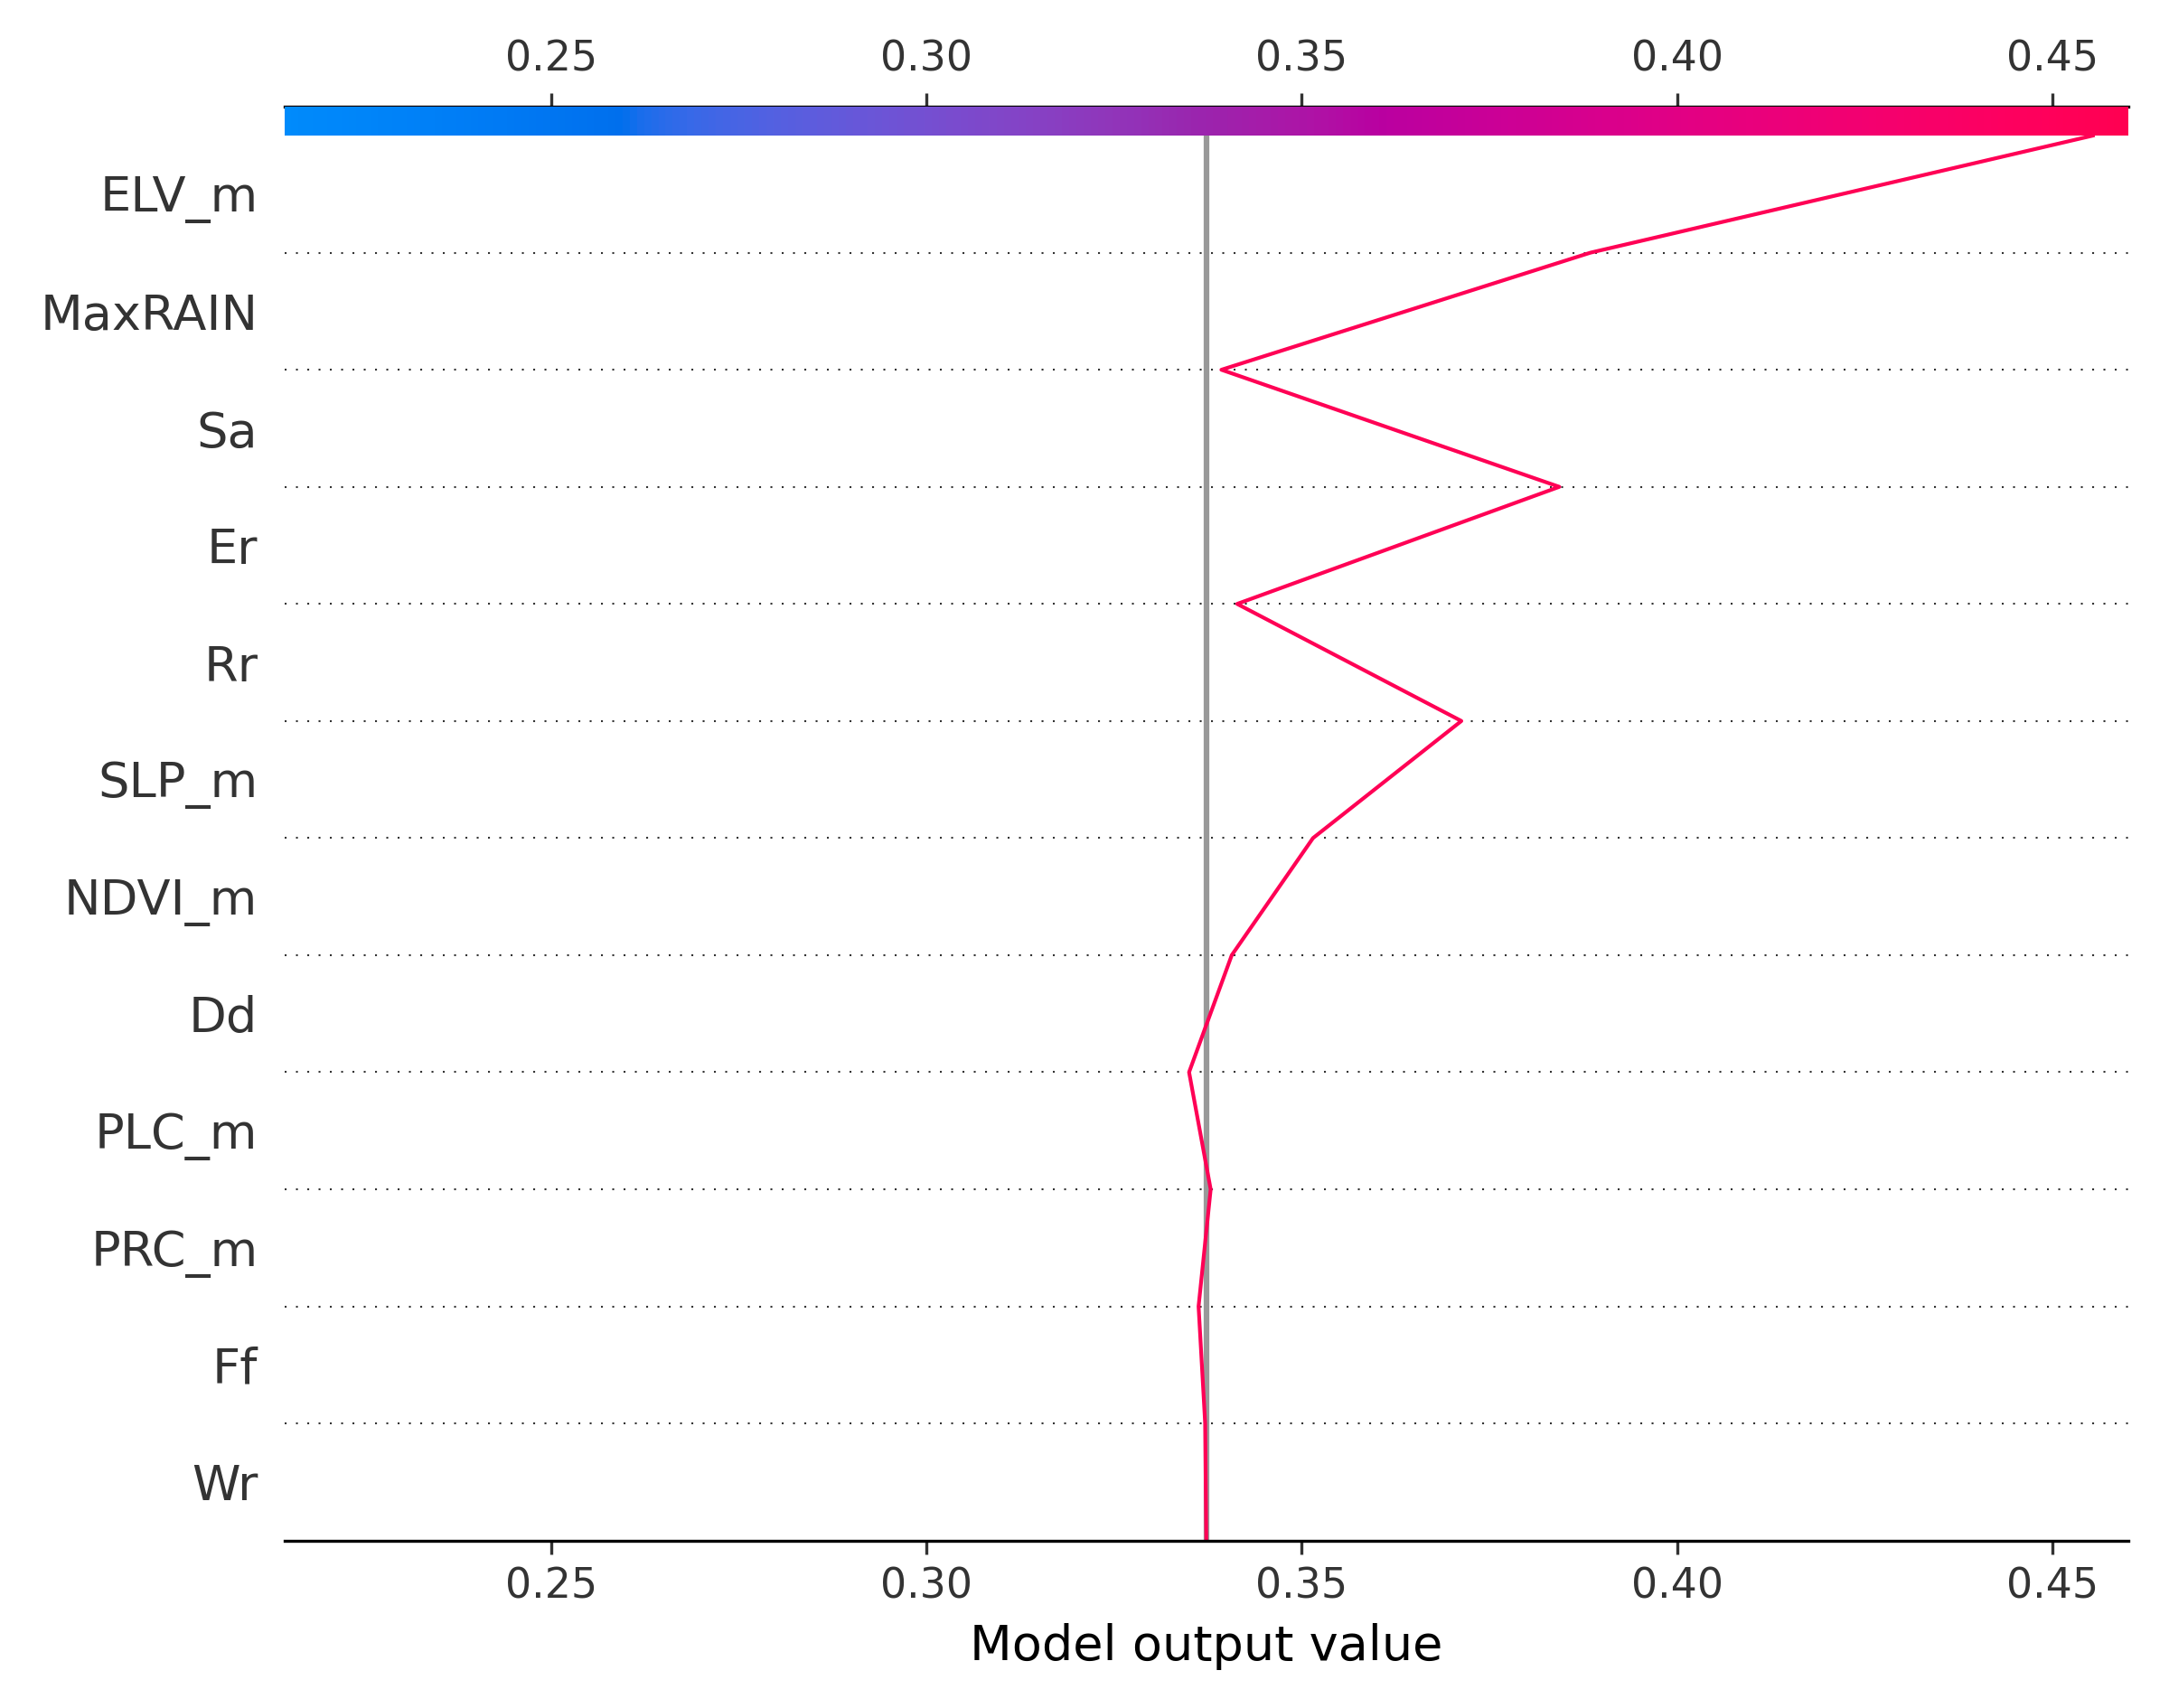 0.25 0.30 0.35 0.40 0.45
ELV_m
MaxRAIN
Sa
Er
Rr
SLP_m
NDVI_m
Dd
PLC_m
PRC_m
Ff
Wr
0.25 0.30 0.35 0.40 0.45
Model output value